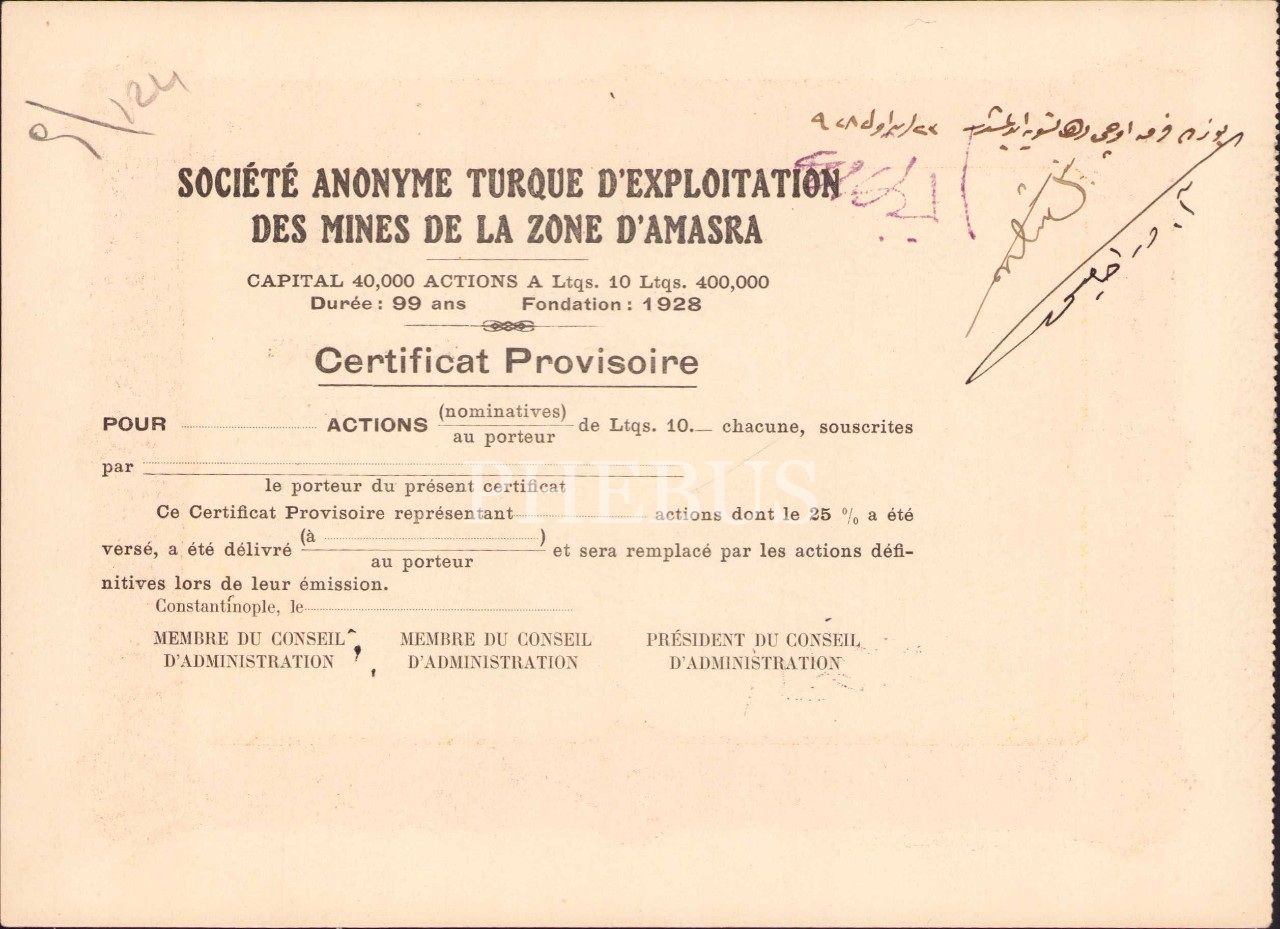 9/124
SOCIÉTÉ ANONYME TURQUE D'EXPLOITATION
DES MINES DE LA ZONE D'AMASRA
CAPITAL 40,000 ACTIONS A Ltqs. 10 Ltqs. 400,000
Durée : 99 ans Fondation : 1928
Certificat Provisoire
POUR ACTIONS (nominatives) au porteur de Ltqs. 10.— chacune, souscrites
par
le porteur du présent certificat
Ce Certificat Provisoire représentant actions dont le 25 % a été
versé, a été délivré (à ) au porteur et sera remplacé par les actions défi-
nitives lors de leur émission.
Constantinople, le
MEMBRE DU CONSEIL MEMBRE DU CONSEIL PRÉSIDENT DU CONSEIL
D'ADMINISTRATION D'ADMINISTRATION D'ADMINISTRATION
PHEBUS